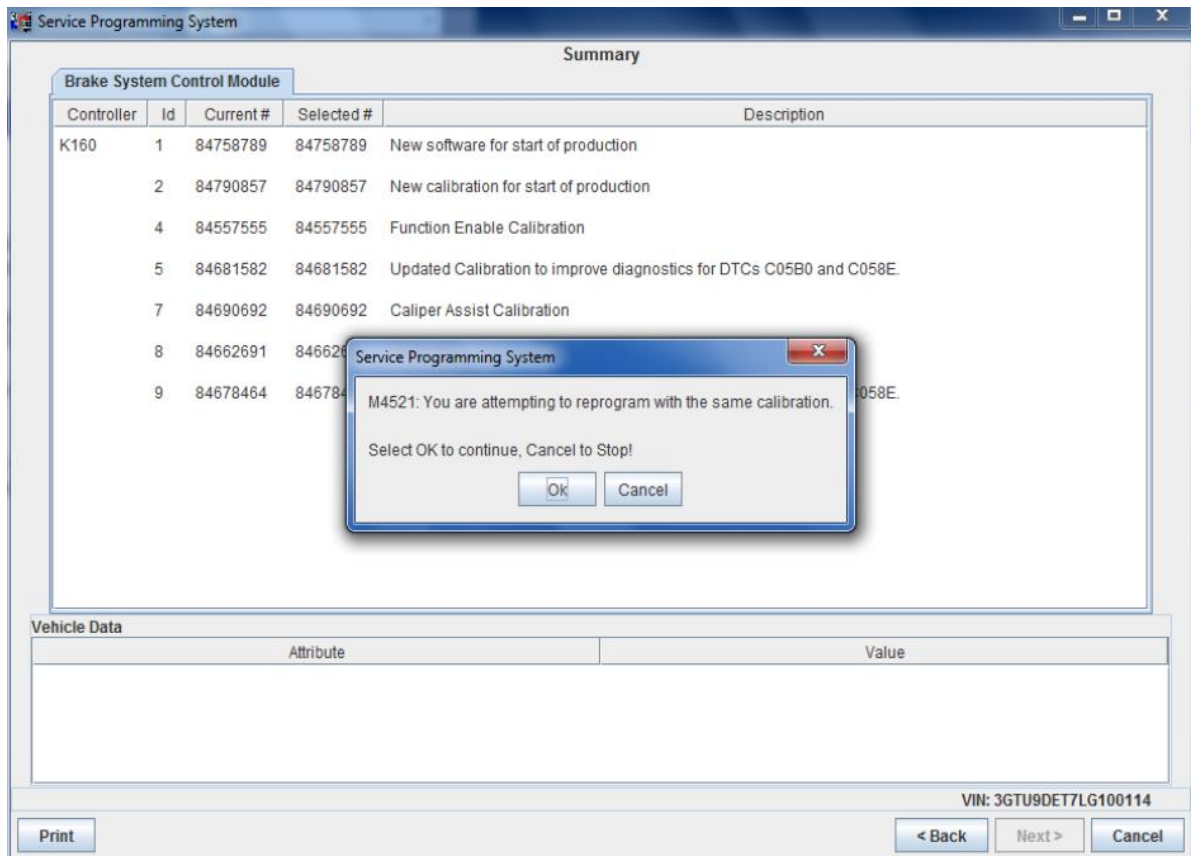 Service Programming System
Summary
Brake System Control Module
Controller Id Current # Selected # Description
K160 1 84758789 84758789 New software for start of production
2 84790857 84790857 New calibration for start of production
4 84557555 84557555 Function Enable Calibration
5 84681582 84681582 Updated Calibration to improve diagnostics for DTCs C05B0 and C058E.
7 84690692 84690692 Caliper Assist Calibration
8 84662691
9 84678464 C058E.
Service Programming System
M4521: You are attempting to reprogram with the same calibration.
Select OK to continue, Cancel to Stop!
Ok Cancel
Vehicle Data
Attribute Value
VIN: 3GTU9DET7LG100114
Print < Back Next > Cancel